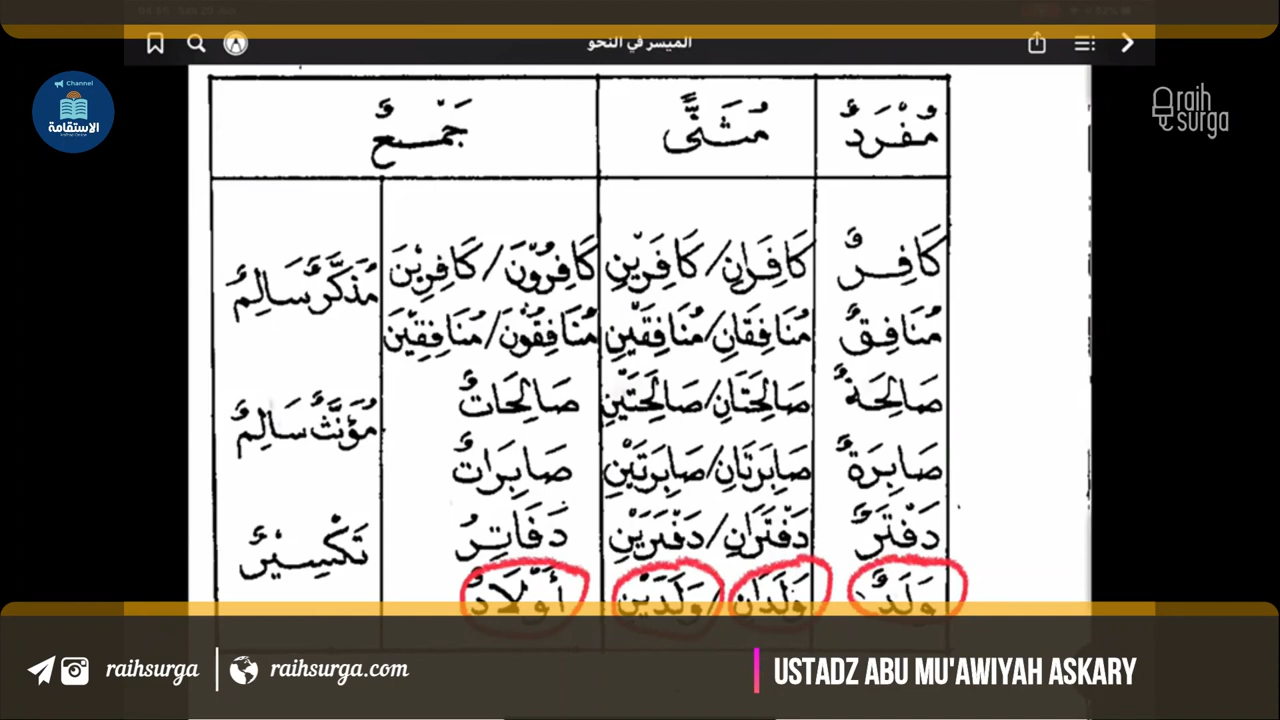 الميسر في النحو
Channel
الاستقامة
raih
surga
مُفْرَدٌ مُثَنًّى جَمْعٌ
كَافِرٌ كَافِرَانِ/كَافِرَيْنِ كَافِرُوْنَ/كَافِرِيْنَ مُذَكَّرٌ سَالِمٌ
مُنَافِقٌ مُنَافِقَانِ/مُنَافِقَيْنِ مُنَافِقُوْنَ/مُنَافِقِيْنَ
صَالِحَةٌ صَالِحَتَانِ/صَالِحَتَيْنِ صَالِحَاتٌ مُؤَنَّثٌ سَالِمٌ
صَابِرَةٌ صَابِرَتَانِ/صَابِرَتَيْنِ صَابِرَاتٌ
دَفْتَرٌ دَفْتَرَانِ/دَفْتَرَيْنِ دَفَاتِرُ تَكْسِيْرٌ
وَلَدٌ وَلَدَانِ/وَلَدَيْنِ أَوْلَادٌ
raihsurga
raihsurga.com
USTADZ ABU MU'AWIYAH ASKARY